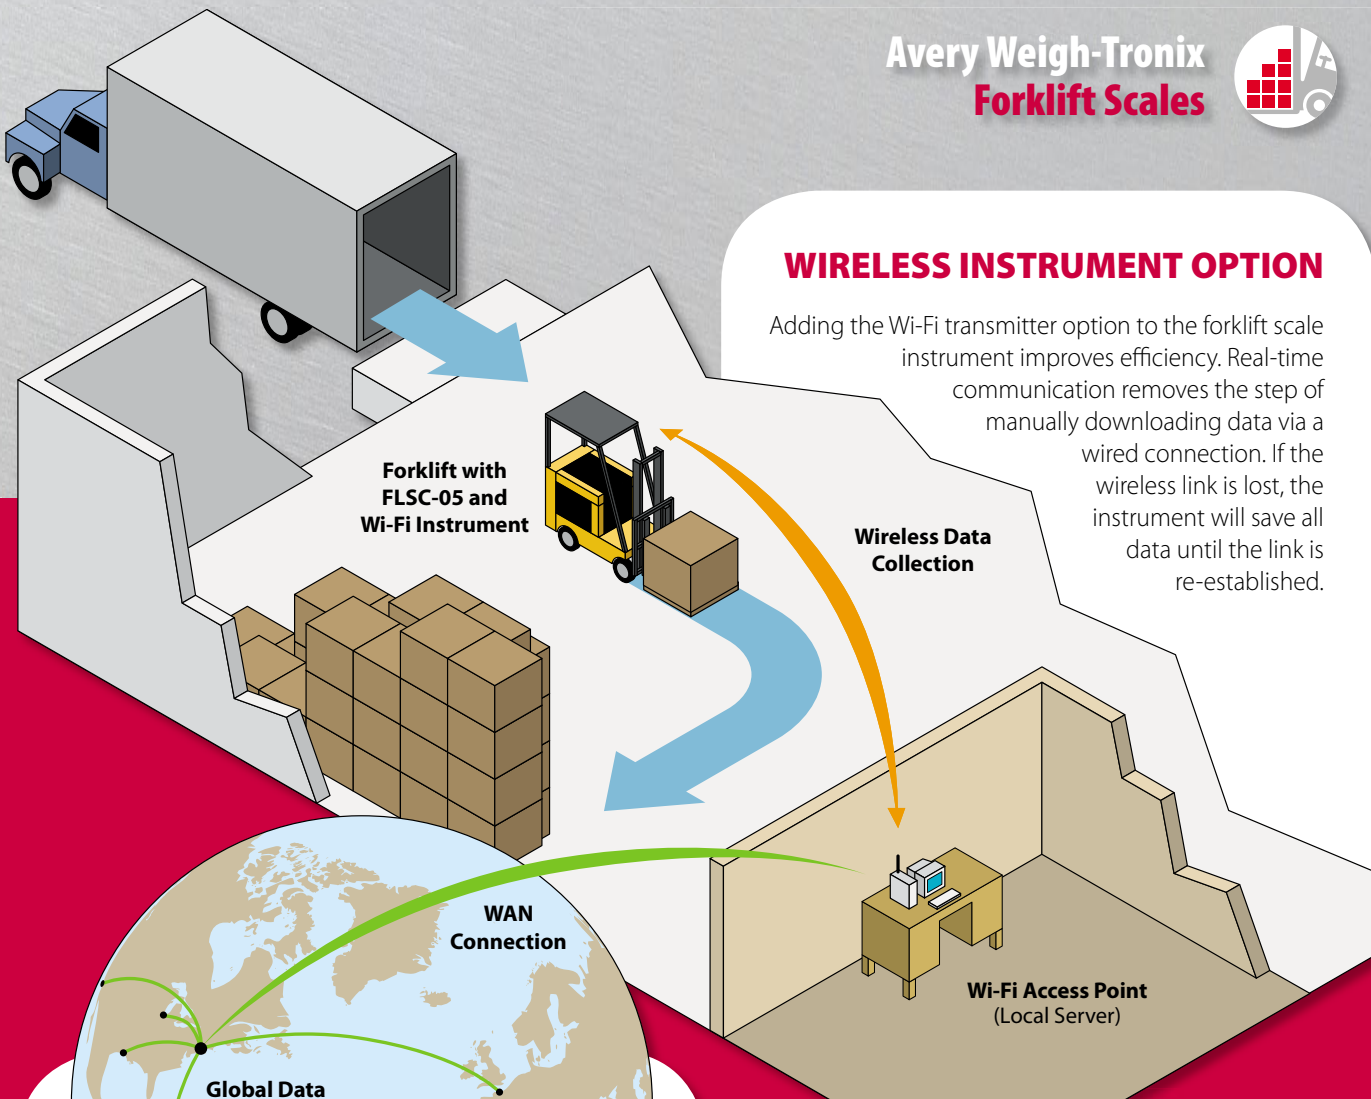 Avery Weigh-Tronix
Forklift Scales
WIRELESS INSTRUMENT OPTION
Adding the Wi-Fi transmitter option to the forklift scale
instrument improves efficiency. Real-time
communication removes the step of
manually downloading data via a
wired connection. If the
wireless link is lost, the
instrument will save all
data until the link is
re-established.
Forklift with
FLSC-05 and
Wi-Fi Instrument
Wireless Data
Collection
WAN
Connection
Wi-Fi Access Point
(Local Server)
Global Data